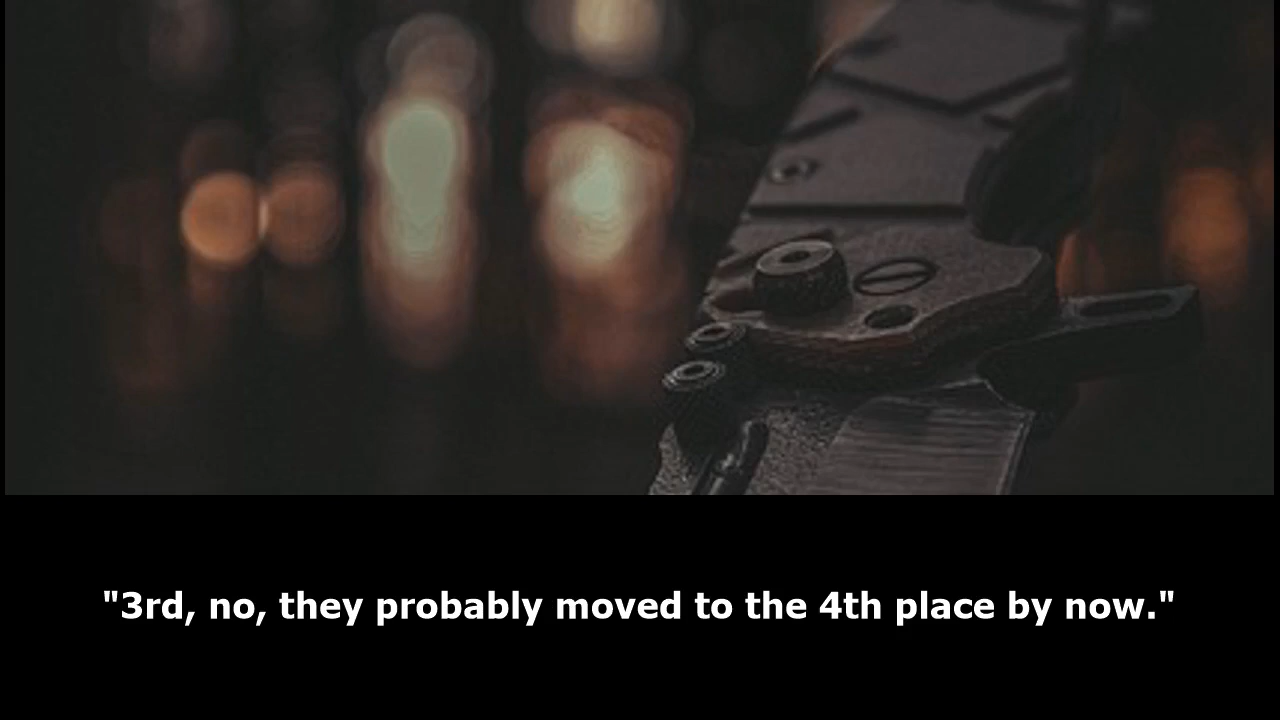 "3rd, no, they probably moved to the 4th place by now."